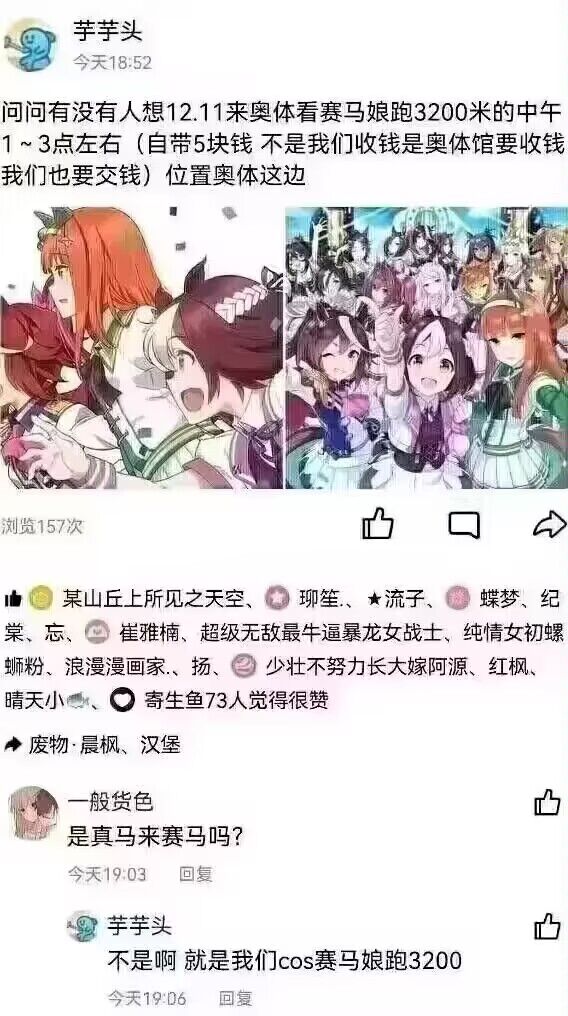 芋芋头
今天18:52
问问有没有人想12.11来奥体看赛马娘跑3200米的中午
1~3点左右（自带5块钱 不是我们收钱是奥体馆要收钱
我们也要交钱）位置奥体这边
浏览157次
某山丘上所见之天空、珋笙.、★流子、蝶梦、纪
棠、忘、崔雅楠、超级无敌最牛逼暴龙女战士、纯情女初螺
蛳粉、浪漫漫画家.、扬、少壮不努力长大嫁阿源、红枫、
晴天小🐟、寄生鱼73人觉得很赞
废物·晨枫、汉堡
一般货色
是真马来赛马吗?
今天19:03 回复
芋芋头
不是啊 就是我们cos赛马娘跑3200
今天19:06 回复